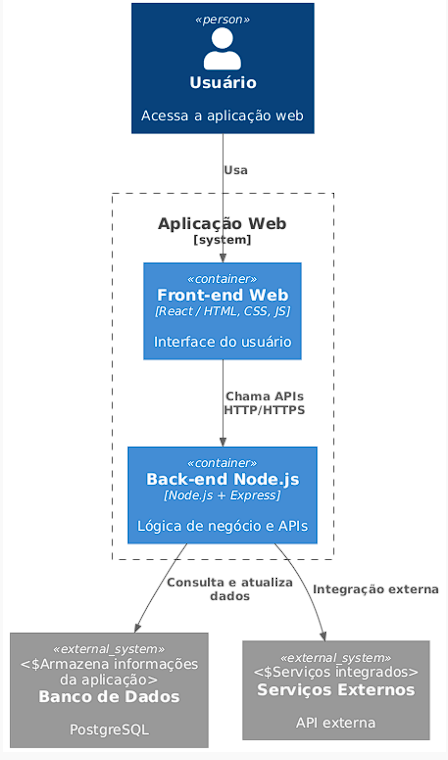 «person»
Usuário
Acessa a aplicação web
Usa
Aplicação Web
[system]
«container»
Front-end Web
[React / HTML, CSS, JS]
Interface do usuário
Chama APIs
HTTP/HTTPS
«container»
Back-end Node.js
[Node.js + Express]
Lógica de negócio e APIs
Consulta e atualiza
dados
Integração externa
«external_system»
<$Armazena informações
da aplicação>
Banco de Dados
PostgreSQL
«external_system»
<$Serviços integrados>
Serviços Externos
API externa